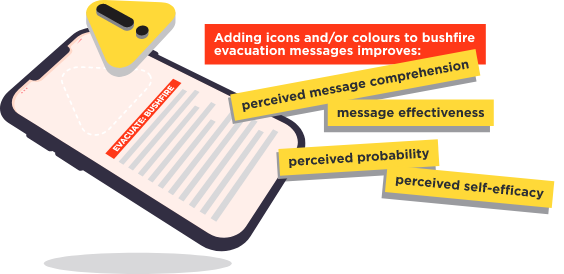 Adding icons and/or colours to bushfire
evacuation messages improves:
perceived message comprehension
message effectiveness
perceived probability
perceived self-efficacy
EVACUATE: BUSHFIRE